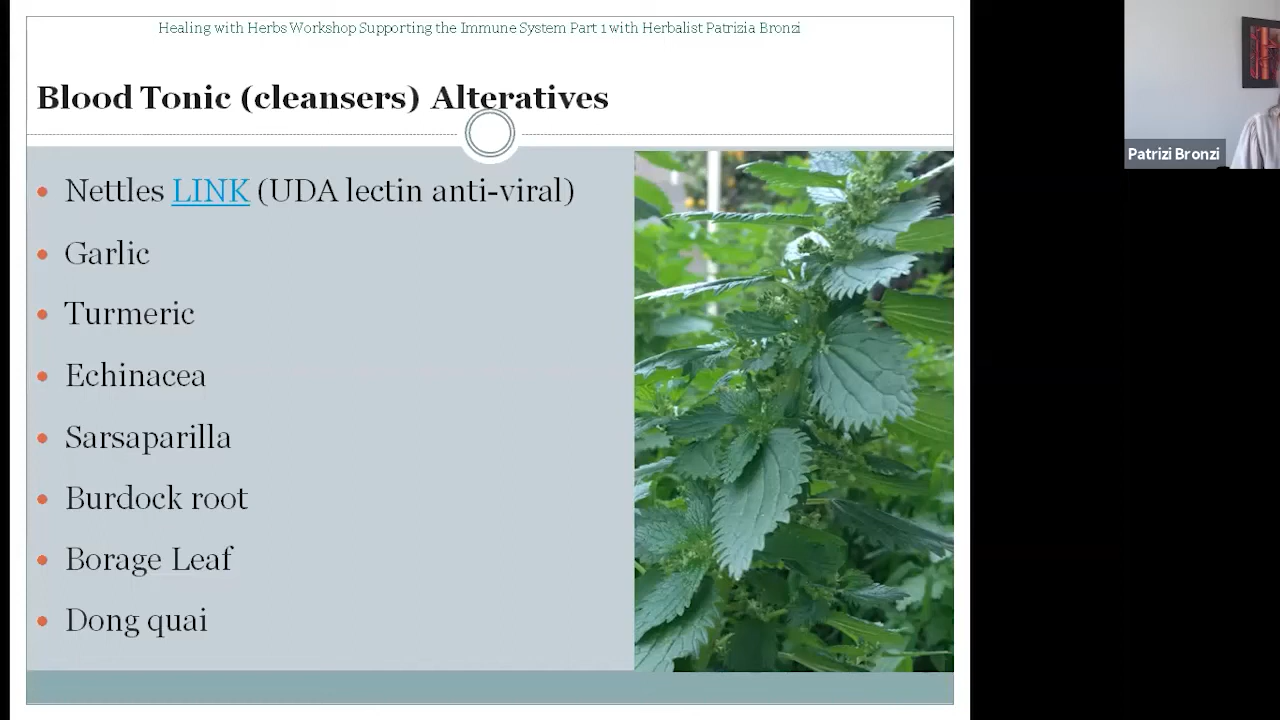 Healing with Herbs Workshop Supporting the Immune System Part 1 with Herbalist Patrizia Bronzi
Blood Tonic (cleansers) Alteratives
Nettles LINK (UDA lectin anti-viral)
Garlic
Turmeric
Echinacea
Sarsaparilla
Burdock root
Borage Leaf
Dong quai
Patrizi Bronzi